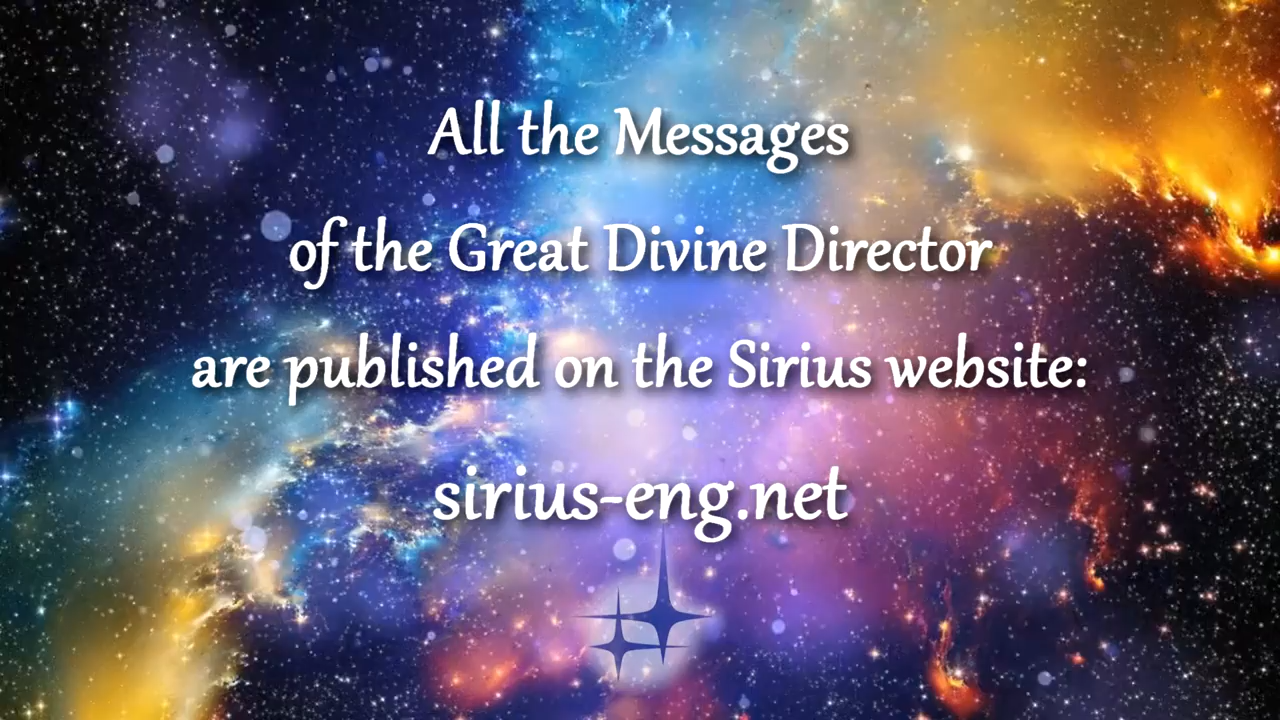 All the Messages
of the Great Divine Director
are published on the Sirius website:
sirius-eng.net